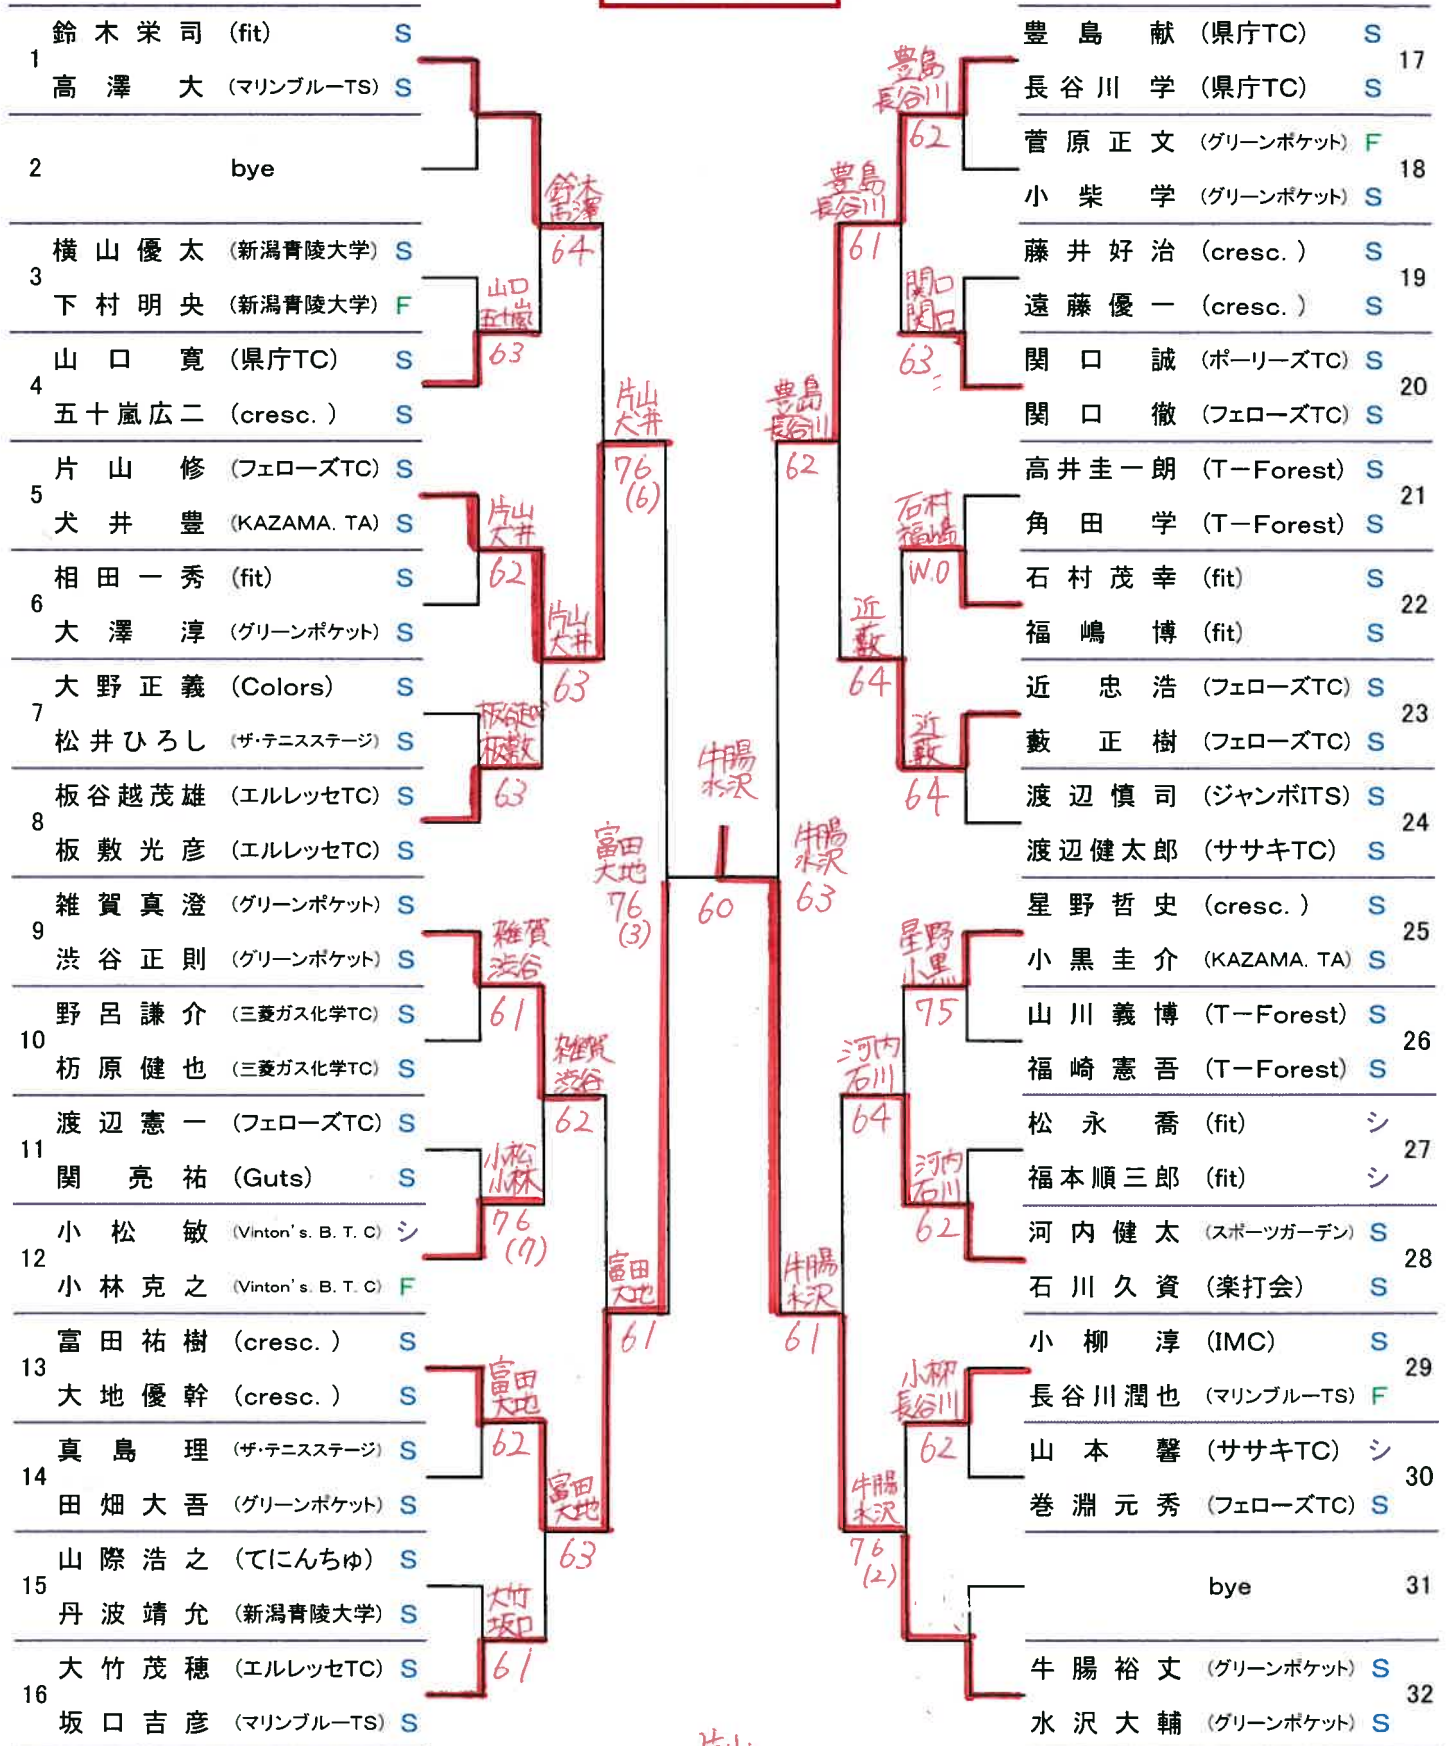 1 鈴木栄司 (fit) S
高澤大 (マリンブルーTS) S
2 bye
3 横山優太 (新潟青陵大学) S
下村明央 (新潟青陵大学) F
4 山口寛 (県庁TC) S
五十嵐広二 (cresc.) S
5 片山修 (フェローズTC) S
犬井豊 (KAZAMA. TA) S
6 相田一秀 (fit) S
大澤淳 (グリーンポケット) S
7 大野正義 (Colors) S
松井ひろし (ザ・テニスステージ) S
8 板谷越茂雄 (エルレッセTC) S
板敷光彦 (エルレッセTC) S
9 雑賀真澄 (グリーンポケット) S
渋谷正則 (グリーンポケット) S
10 野呂謙介 (三菱ガス化学TC) S
栃原健也 (三菱ガス化学TC) S
11 渡辺憲一 (フェローズTC) S
関亮祐 (Guts) S
12 小松敏 (Vinton's. B. T. C) シ
小林克之 (Vinton's. B. T. C) F
13 富田祐樹 (cresc.) S
大地優幹 (cresc.) S
14 真島理 (ザ・テニスステージ) S
田畑大吾 (グリーンポケット) S
15 山際浩之 (てにんちゅ) S
丹波靖允 (新潟青陵大学) S
16 大竹茂穂 (エルレッセTC) S
坂口吉彦 (マリンブルーTS) S
山口
五十嵐
63
片山
犬井
62
板谷越
板敷
63
雑賀
渋谷
61
小松
小林
76
(7)
富田
大地
62
大竹
坂口
61
鈴木
高澤
64
片山
犬井
63
雑賀
渋谷
62
富田
大地
63
片山
犬井
76
(6)
富田
大地
61
富田
大地
76
(3)
牛腸
水沢
60
牛腸
水沢
63
豊島
長谷川
62
牛腸
水沢
61
豊島
長谷川
61
近
藪
64
河内
石川
64
牛腸
水沢
76
(2)
豊島
長谷川
62
関口
関口
63
石村
福嶋
W.O
近
藪
64
星野
小黒
75
河内
石川
62
小柳
長谷川
62
豊島献 (県庁TC) S 17
長谷川学 (県庁TC) S
菅原正文 (グリーンポケット) F 18
小柴学 (グリーンポケット) S
藤井好治 (cresc.) S 19
遠藤優一 (cresc.) S
関口誠 (ポーリーズTC) S 20
関口徹 (フェローズTC) S
高井圭一朗 (T-Forest) S 21
角田学 (T-Forest) S
石村茂幸 (fit) S 22
福嶋博 (fit) S
近忠浩 (フェローズTC) S 23
藪正樹 (フェローズTC) S
渡辺慎司 (ジャンボITS) S 24
渡辺健太郎 (ササキTC) S
星野哲史 (cresc.) S 25
小黒圭介 (KAZAMA. TA) S
山川義博 (T-Forest) S 26
福崎憲吾 (T-Forest) S
松永喬 (fit) シ 27
福本順三郎 (fit) シ
河内健太 (スポーツガーデン) S 28
石川久資 (楽打会) S
小柳淳 (IMC) S 29
長谷川潤也 (マリンブルーTS) F
山本馨 (ササキTC) シ 30
巻淵元秀 (フェローズTC) S
bye 31
牛腸裕丈 (グリーンポケット) S 32
水沢大輔 (グリーンポケット) S